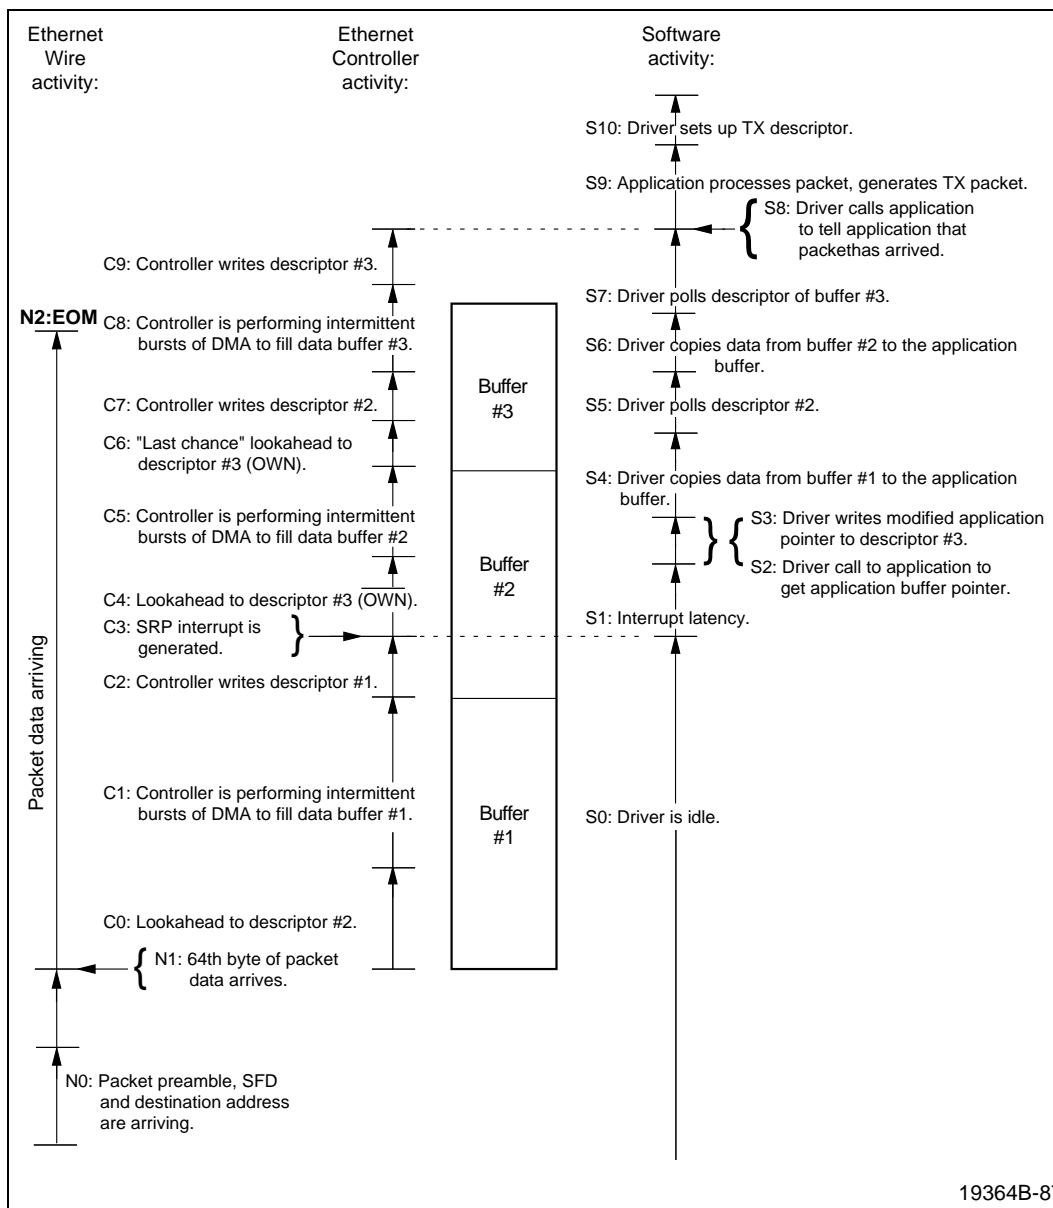 Ethernet
Wire
activity:
Ethernet
Controller
activity:
Software
activity:
S10: Driver sets up TX descriptor.
S9: Application processes packet, generates TX packet.
S8: Driver calls application
to tell application that
packethas arrived.
C9: Controller writes descriptor #3.
S7: Driver polls descriptor of buffer #3.
N2:EOM
C8: Controller is performing intermittent
bursts of DMA to fill data buffer #3.
S6: Driver copies data from buffer #2 to the application
buffer.
Buffer
#3
C7: Controller writes descriptor #2.
S5: Driver polls descriptor #2.
C6: "Last chance" lookahead to
descriptor #3 (OWN).
S4: Driver copies data from buffer #1 to the application
buffer.
C5: Controller is performing intermittent
bursts of DMA to fill data buffer #2
S3: Driver writes modified application
pointer to descriptor #3.
Buffer
#2
S2: Driver call to application to
get application buffer pointer.
C4: Lookahead to descriptor #3 (OWN).
S1: Interrupt latency.
C3: SRP interrupt is
generated.
C2: Controller writes descriptor #1.
Packet data arriving
C1: Controller is performing intermittent
bursts of DMA to fill data buffer #1.
Buffer
#1
S0: Driver is idle.
C0: Lookahead to descriptor #2.
N1: 64th byte of packet
data arrives.
N0: Packet preamble, SFD
and destination address
are arriving.